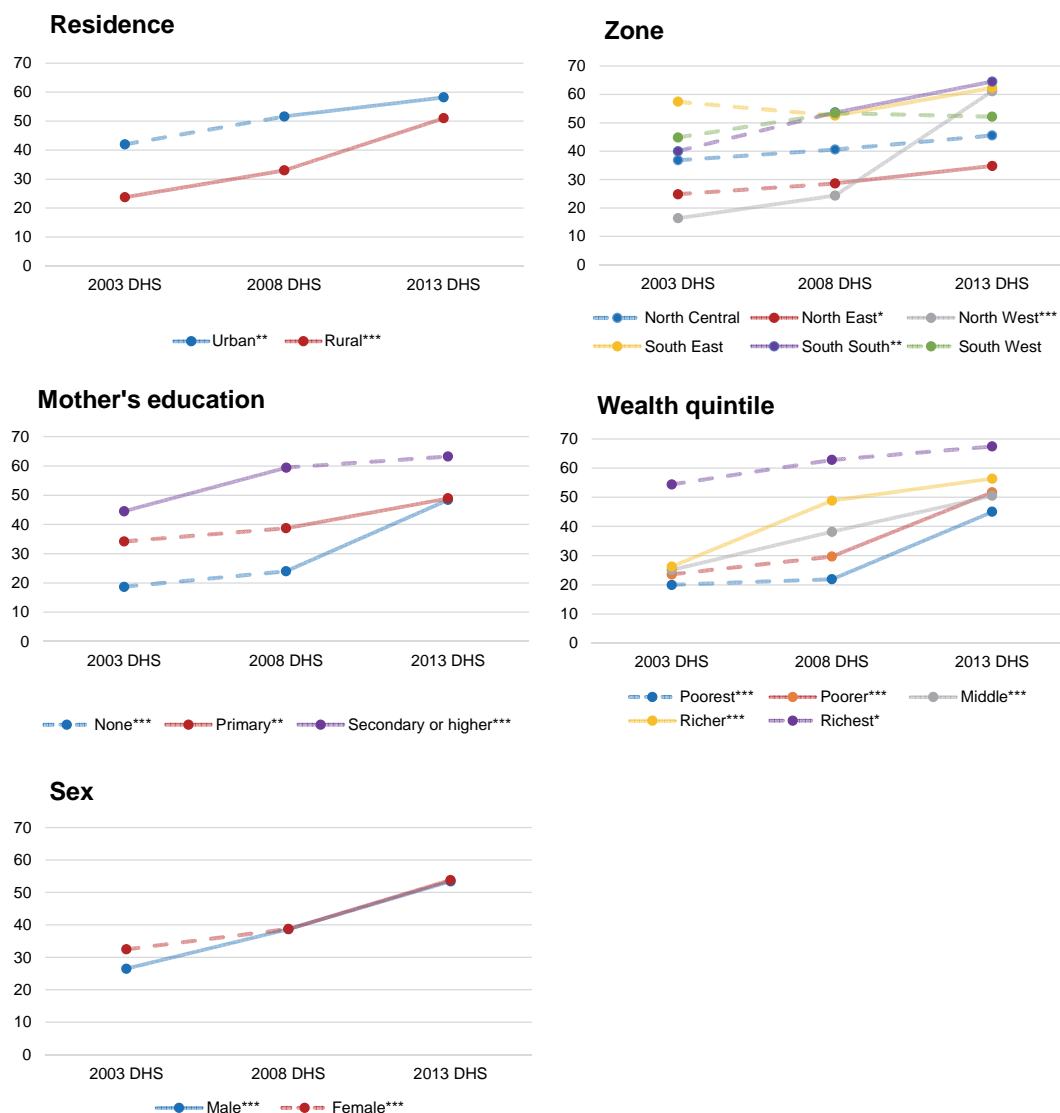 Residence
70
60
50
40
30
20
10
0
2003 DHS 2008 DHS 2013 DHS
Urban** Rural***
Zone
70
60
50
40
30
20
10
0
2003 DHS 2008 DHS 2013 DHS
North Central North East* North West***
South East South South** South West
Mother's education
70
60
50
40
30
20
10
0
2003 DHS 2008 DHS 2013 DHS
None*** Primary** Secondary or higher***
Wealth quintile
70
60
50
40
30
20
10
0
2003 DHS 2008 DHS 2013 DHS
Poorest*** Poorer*** Middle***
Richer*** Richest*
Sex
70
60
50
40
30
20
10
0
2003 DHS 2008 DHS 2013 DHS
Male*** Female***